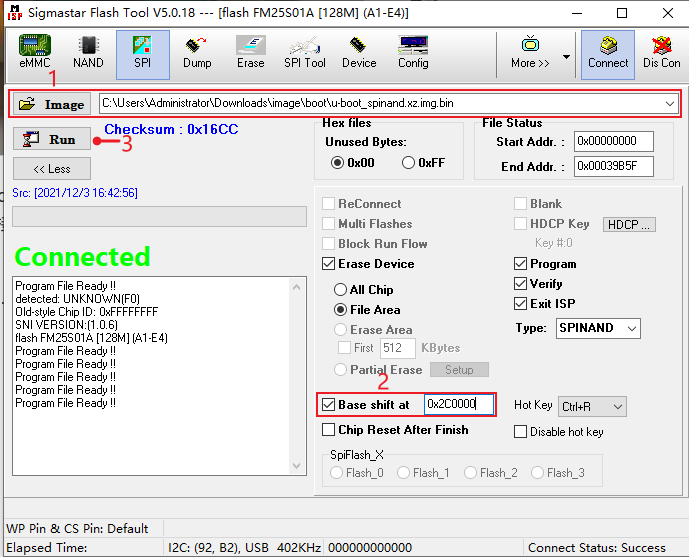 M
ISP
Sigmastar Flash Tool V5.0.18 --- [flash FM25S01A [128M] (A1-E4)]
eMMC NAND SPI Dump Erase SPI Tool Device Config More >> Connect Dis Con
1
Image C:\Users\Administrator\Downloads\image\boot\u-boot_spinand.xz.img.bin
Run
3
Checksum : 0x16CC
<< Less
Src: [2021/12/3 16:42:56]
Connected
Program File Ready !!
detected: UNKNOWN(F0)
Old-style Chip ID: 0xFFFFFFFF
SNI VERSION:(1.0.6)
flash FM25S01A [128M] (A1-E4)
Program File Ready !!
Program File Ready !!
Program File Ready !!
Program File Ready !!
Hex files
Unused Bytes:
0x00 0xFF
File Status
Start Addr. : 0x00000000
End Addr. : 0x00039B5F
ReConnect
Multi Flashes
Block Run Flow
Erase Device
All Chip
File Area
Erase Area
First 512 KBytes
Partial Erase Setup
Blank
HDCP Key HDCP ...
Key #:0
Program
Verify
Exit ISP
Type: SPINAND
2
Base shift at 0x2C0000
Hot Key Ctrl+R
Chip Reset After Finish
Disable hot key
SpiFlash_X
Flash_0 Flash_1 Flash_2 Flash_3
WP Pin & CS Pin: Default
Elapsed Time: I2C: (92, B2), USB 402KHz 000000000000 Connect Status: Success